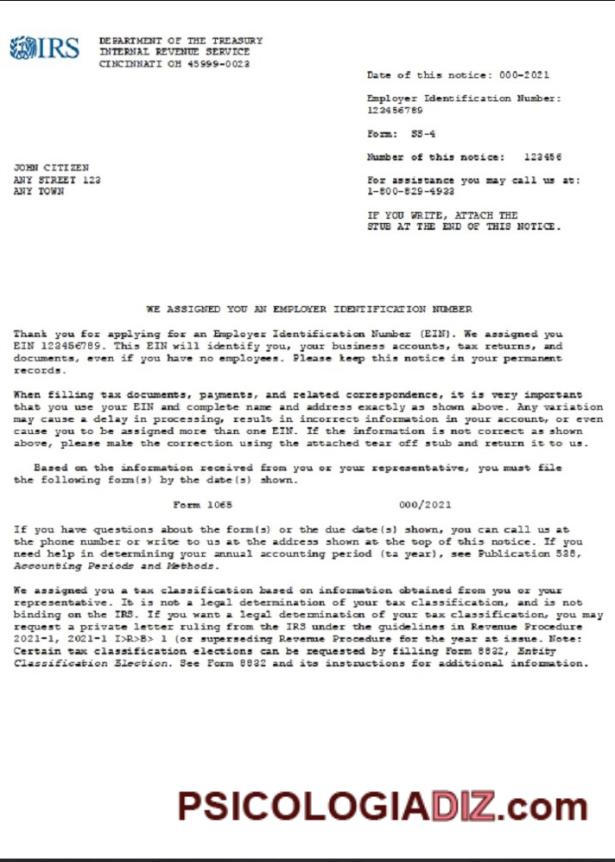 IRS
DEPARTMENT OF THE TREASURY
INTERNAL REVENUE SERVICE
CINCINNATI OH 45999-0023
Date of this notice: 000-2021
Employer Identification Number:
123456789
Form: SS-4
Number of this notice: 123456
JOHN CITIZEN
ANY STREET 123
ANY TOWN
For assistance you may call us at:
1-800-829-4933
IF YOU WRITE, ATTACH THE
STUB AT THE END OF THIS NOTICE.
WE ASSIGNED YOU AN EMPLOYER IDENTIFICATION NUMBER
Thank you for applying for an Employer Identification Number (EIN). We assigned you
EIN 123456789. This EIN will identify you, your business accounts, tax returns, and
documents, even if you have no employees. Please keep this notice in your permanent
records.
When filling tax documents, payments, and related correspondence, it is very important
that you use your EIN and complete name and address exactly as shown above. Any variation
may cause a delay in processing, result in incorrect information in your account, or even
cause you to be assigned more than one EIN. If the information is not correct as shown
above, please make the correction using the attached tear off stub and return it to us.
Based on the information received from you or your representative, you must file
the following form(s) by the date(s) shown.
Form 1065 000/2021
If you have questions about the form(s) or the due date(s) shown, you can call us at
the phone number or write to us at the address shown at the top of this notice. If you
need help in determining your annual accounting period (ta year), see Publication 538,
Accounting Periods and Methods.
We assigned you a tax classification based on information obtained from you or your
representative. It is not a legal determination of your tax classification, and is not
binding on the IRS. If you want a legal determination of your tax classification, you may
request a private letter ruling from the IRS under the guidelines in Revenue Procedure
2021-1, 2021-1 I>R>B> 1 (or superseding Revenue Procedure for the year at issue. Note:
Certain tax classification elections can be requested by filling Form 8832, Entity
Classification Election. See Form 8832 and its instructions for additional information.
PSICOLOGIADIZ.com